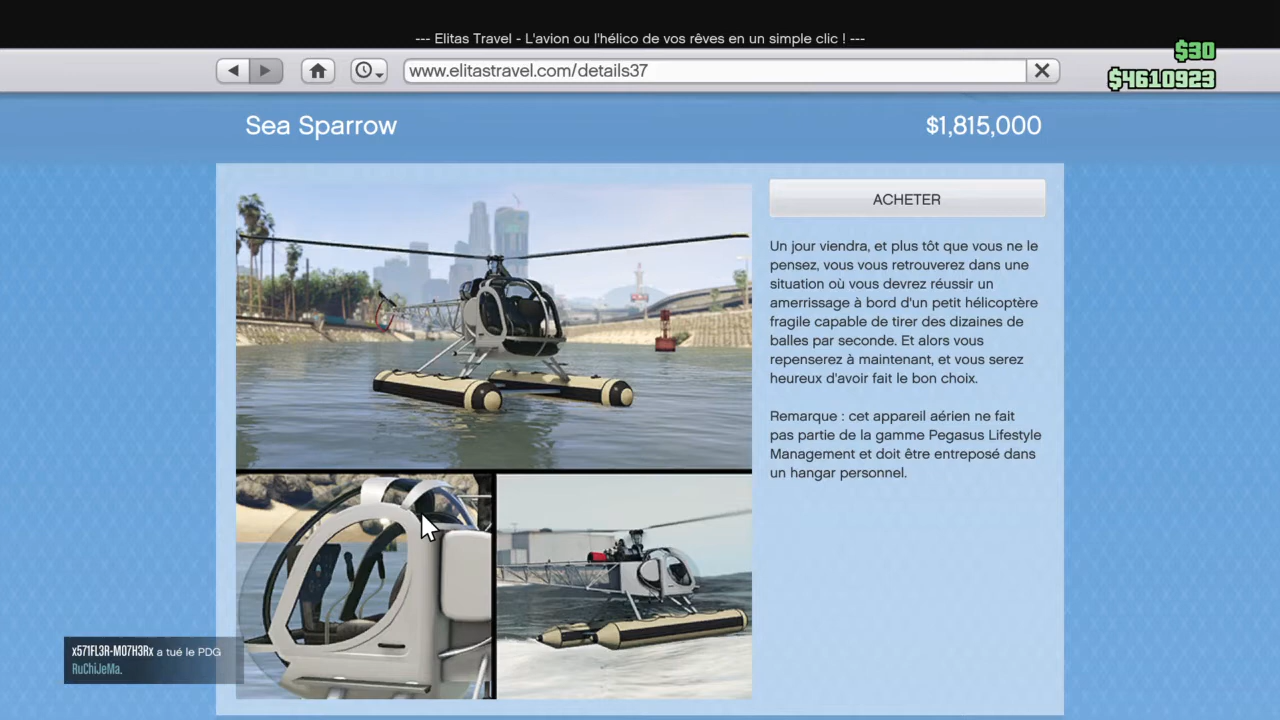 --- Elitas Travel - L'avion ou l'hélico de vos rêves en un simple clic ! ---
$30
www.elitastravel.com/details37
$4610923
Sea Sparrow
$1,815,000
ACHETER
Un jour viendra, et plus tôt que vous ne le
pensez, vous vous retrouverez dans une
situation où vous devrez réussir un
amerrissage à bord d'un petit hélicoptère
fragile capable de tirer des dizaines de
balles par seconde. Et alors vous
repenserez à maintenant, et vous serez
heureux d'avoir fait le bon choix.
Remarque : cet appareil aérien ne fait
pas partie de la gamme Pegasus Lifestyle
Management et doit être entreposé dans
un hangar personnel.
x571FL3R-M07H3Rx a tué le PDG
RuChiJeMa.